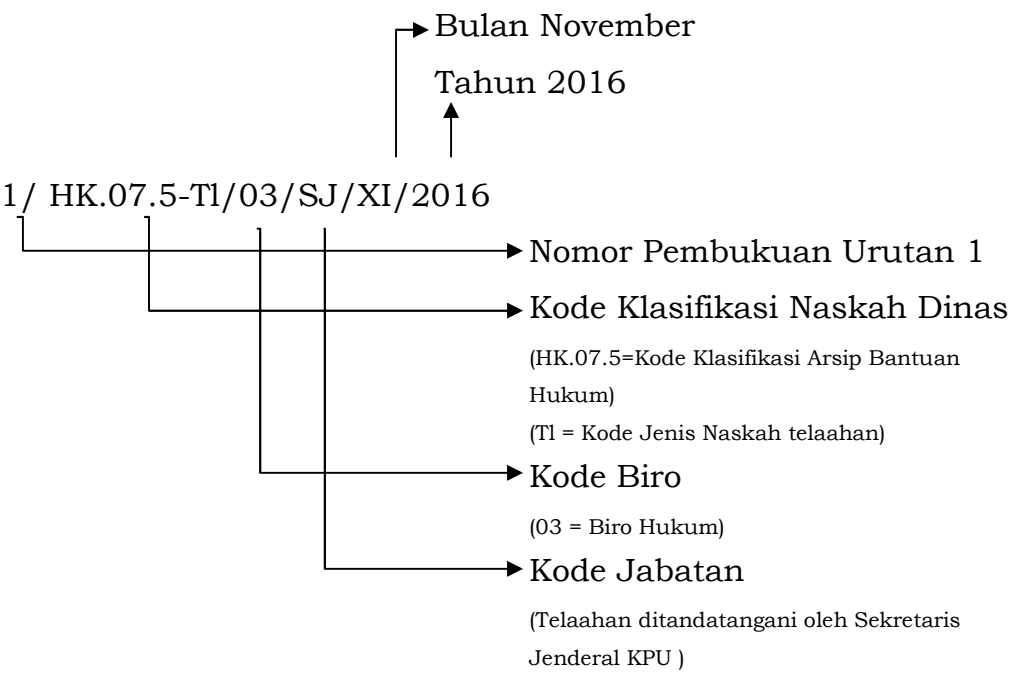 Bulan November
Tahun 2016
1/ HK.07.5-Tl/03/SJ/XI/2016
Nomor Pembukuan Urutan 1
Kode Klasifikasi Naskah Dinas
(HK.07.5=Kode Klasifikasi Arsip Bantuan
Hukum)
(Tl = Kode Jenis Naskah telaahan)
Kode Biro
(03 = Biro Hukum)
Kode Jabatan
(Telaahan ditandatangani oleh Sekretaris
Jenderal KPU )